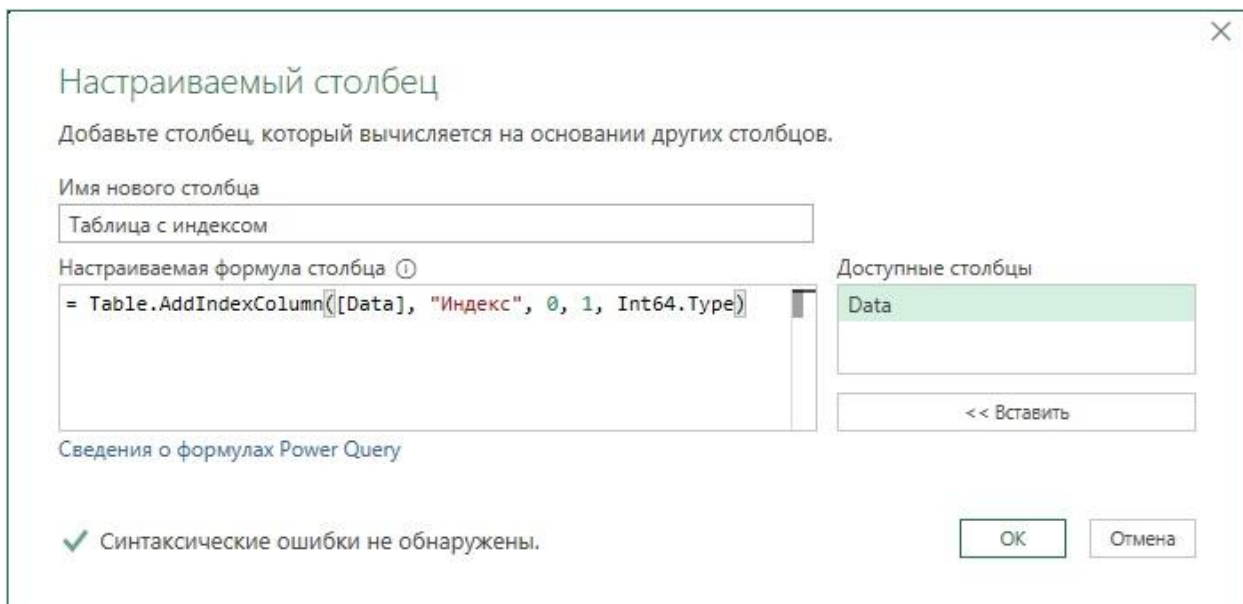 Настраиваемый столбец
Добавьте столбец, который вычисляется на основании других столбцов.
Имя нового столбца
Таблица с индексом
Настраиваемая формула столбца
= Table.AddIndexColumn([Data], "Индекс", 0, 1, Int64.Type)
Доступные столбцы
Data
<< Вставить
Сведения о формулах Power Query
Синтаксические ошибки не обнаружены.
ОК
Отмена